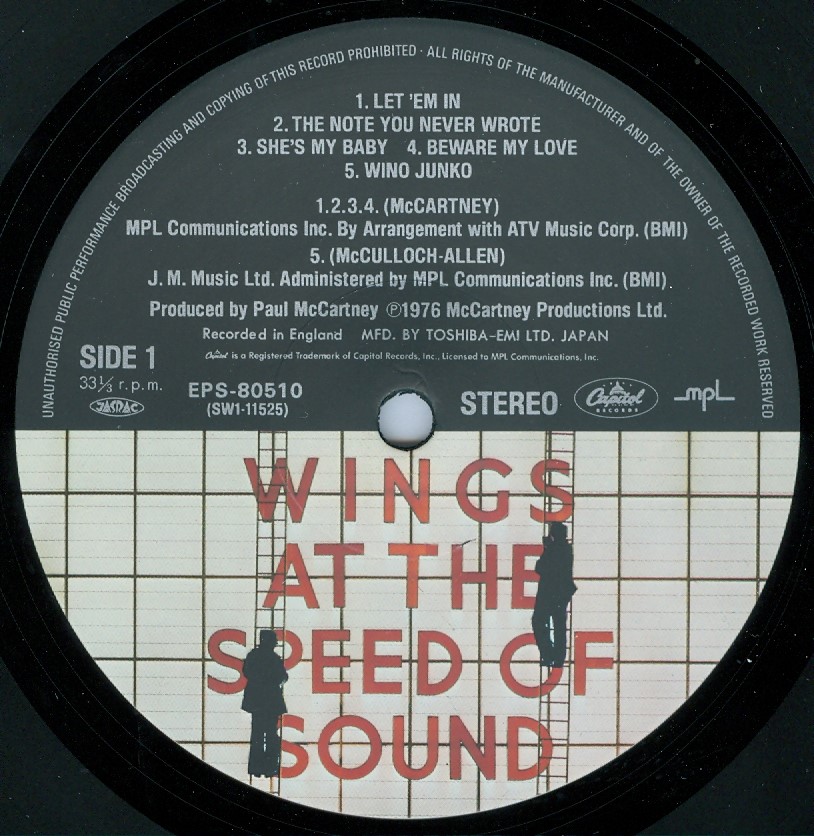 UNAUTHORISED PUBLIC PERFORMANCE BROADCASTING AND COPYING OF THIS RECORD PROHIBITED · ALL RIGHTS OF THE MANUFACTURER AND OF THE OWNER OF THE RECORDED WORK RESERVED
1. LET 'EM IN
2. THE NOTE YOU NEVER WROTE
3. SHE'S MY BABY 4. BEWARE MY LOVE
5. WINO JUNKO
1.2.3.4. (McCARTNEY)
MPL Communications Inc. By Arrangement with ATV Music Corp. (BMI)
5. (McCULLOCH-ALLEN)
J. M. Music Ltd. Administered by MPL Communications Inc. (BMI).
Produced by Paul McCartney ℗1976 McCartney Productions Ltd.
Recorded in England MFD. BY TOSHIBA-EMI LTD. JAPAN
Capitol is a Registered Trademark of Capitol Records, Inc., Licensed to MPL Communications, Inc.
SIDE 1
33⅓ r.p.m.
JASRAC
EPS-80510
(SW1-11525)
STEREO
Capitol
RECORDS
mpl
WINGS
AT THE
SPEED OF
SOUND